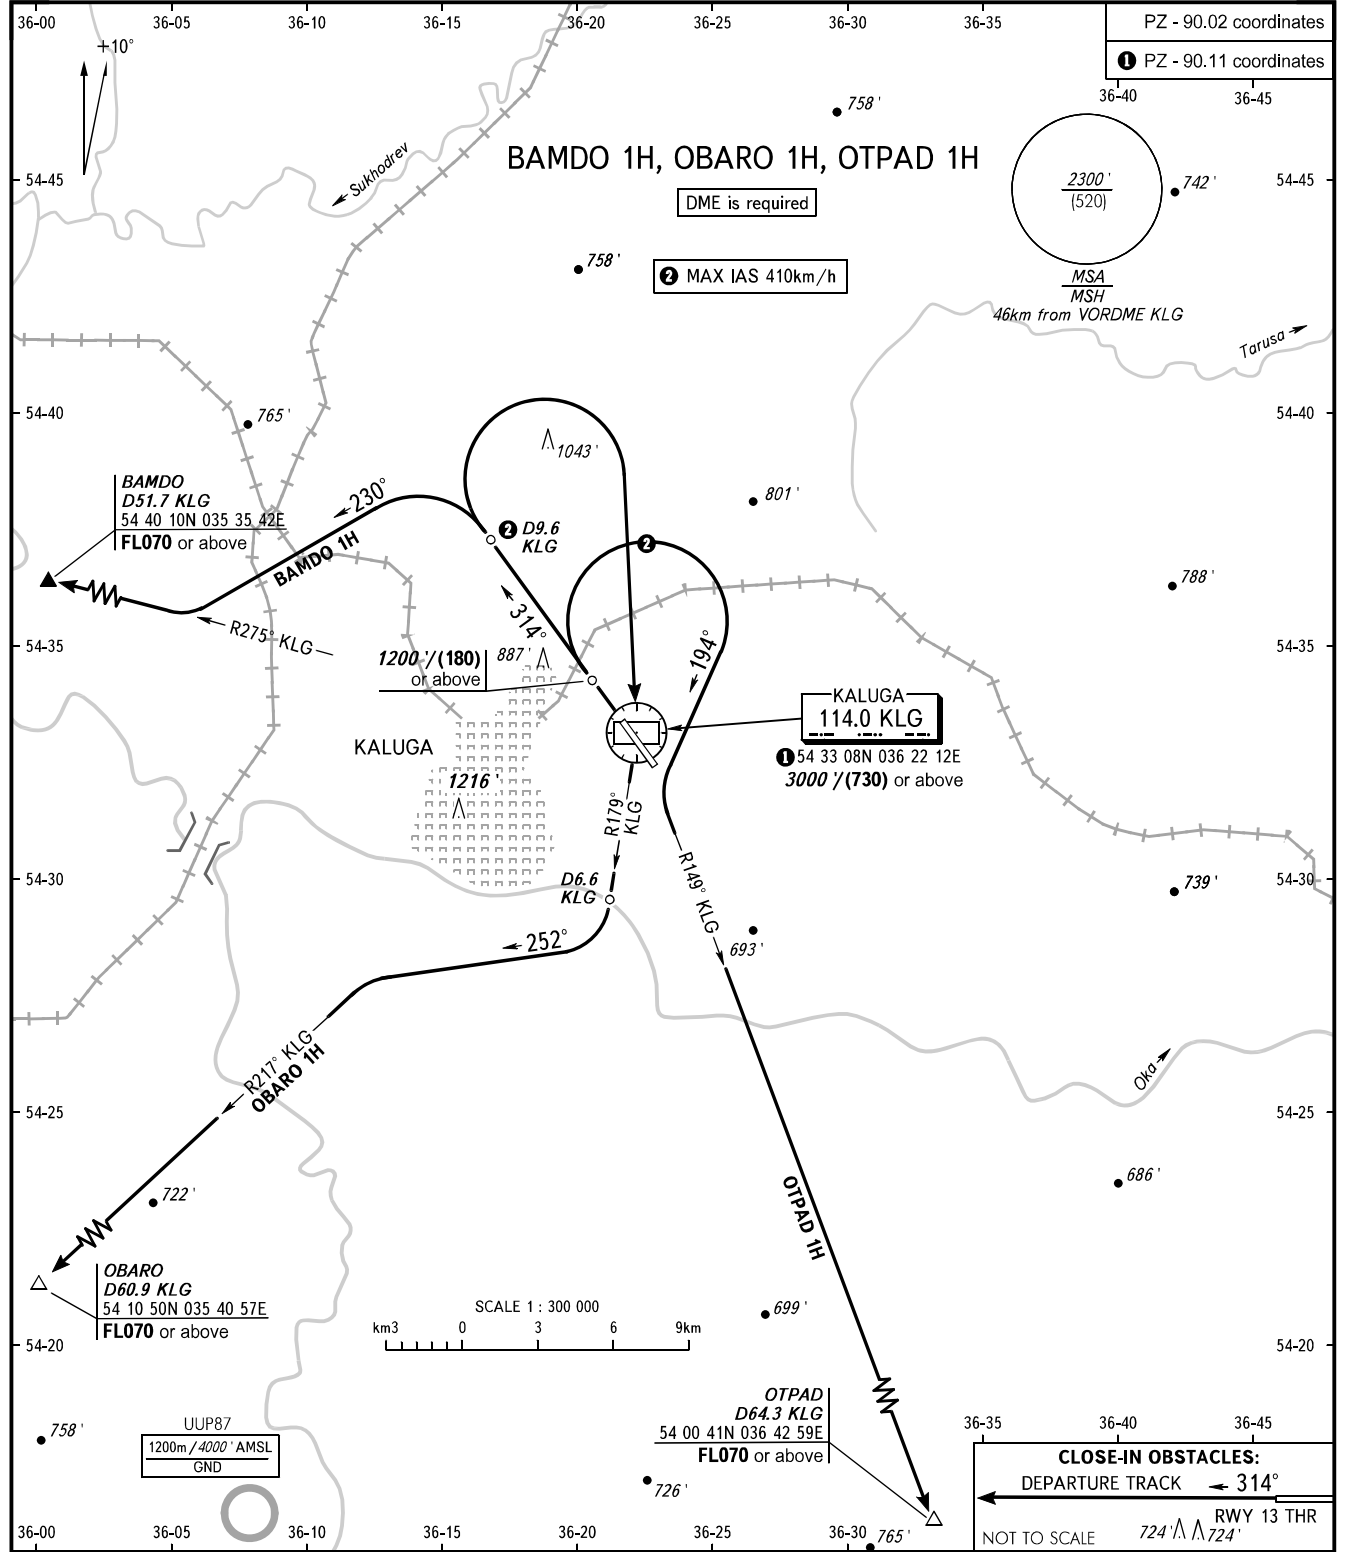 36-00 36-05 36-10 36-15 36-20 36-25 36-30 36-35
PZ - 90.02 coordinates
❶ PZ - 90.11 coordinates
36-40 36-45
+10°
758 '
Sukhodrev
BAMDO 1H, OBARO 1H, OTPAD 1H
DME is required
54-45
2300 '
(520)
742 '
54-45
758 '
❷ MAX IAS 410km/h
MSA
MSH
46km from VORDME KLG
Tarusa
54-40
765 '
1043 '
54-40
BAMDO
D51.7 KLG
54 40 10N 035 35 42E
FL070 or above
230°
801 '
❷ D9.6
KLG
❷
BAMDO 1H
788 '
314°
R275° KLG
194°
54-35
54-35
1200 '/(180)
or above
887 '
KALUGA
114.0 KLG
KALUGA
❶ 54 33 08N 036 22 12E
3000 '/(730) or above
1216 '
R179°
KLG
R149° KLG
54-30
D6.6
KLG
739 '
54-30
252°
693 '
R217° KLG
OBARO 1H
Oka
54-25
54-25
722 '
686 '
OTPAD 1H
OBARO
D60.9 KLG
54 10 50N 035 40 57E
FL070 or above
SCALE 1 : 300 000
km3 0 3 6 9km
699 '
54-20
54-20
OTPAD
D64.3 KLG
54 00 41N 036 42 59E
FL070 or above
758 '
UUP87
1200m / 4000 ' AMSL
GND
726 '
36-35 36-40 36-45
CLOSE-IN OBSTACLES:
DEPARTURE TRACK 314°
RWY 13 THR
NOT TO SCALE
724 ' 724 '
765 '
36-00 36-05 36-10 36-15 36-20 36-25 36-30